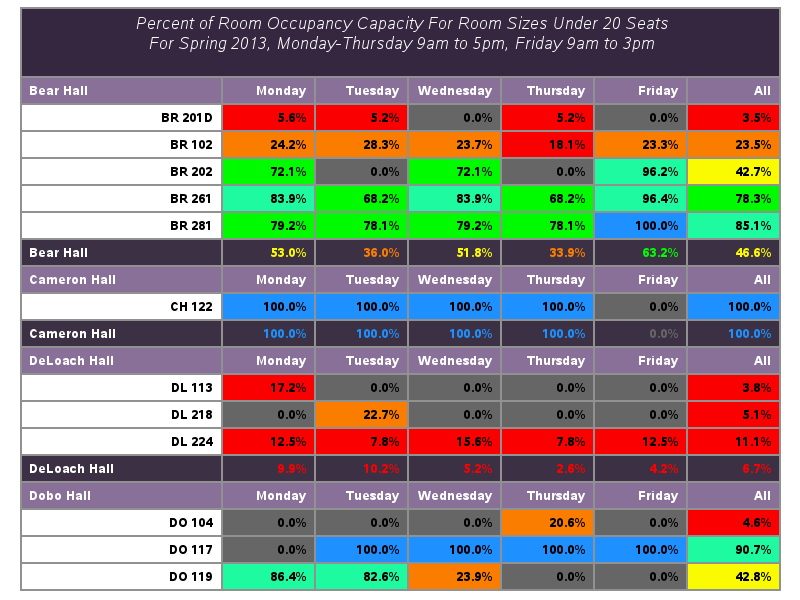 Percent of Room Occupancy Capacity For Room Sizes Under 20 Seats
For Spring 2013, Monday-Thursday 9am to 5pm, Friday 9am to 3pm
Bear Hall Monday Tuesday Wednesday Thursday Friday All
BR 201D 5.6% 5.2% 0.0% 5.2% 0.0% 3.5%
BR 102 24.2% 28.3% 23.7% 18.1% 23.3% 23.5%
BR 202 72.1% 0.0% 72.1% 0.0% 96.2% 42.7%
BR 261 83.9% 68.2% 83.9% 68.2% 96.4% 78.3%
BR 281 79.2% 78.1% 79.2% 78.1% 100.0% 85.1%
Bear Hall 53.0% 36.0% 51.8% 33.9% 63.2% 46.6%
Cameron Hall Monday Tuesday Wednesday Thursday Friday All
CH 122 100.0% 100.0% 100.0% 100.0% 0.0% 100.0%
Cameron Hall 100.0% 100.0% 100.0% 100.0% 0.0% 100.0%
DeLoach Hall Monday Tuesday Wednesday Thursday Friday All
DL 113 17.2% 0.0% 0.0% 0.0% 0.0% 3.8%
DL 218 0.0% 22.7% 0.0% 0.0% 0.0% 5.1%
DL 224 12.5% 7.8% 15.6% 7.8% 12.5% 11.1%
DeLoach Hall 9.9% 10.2% 5.2% 2.6% 4.2% 6.7%
Dobo Hall Monday Tuesday Wednesday Thursday Friday All
DO 104 0.0% 0.0% 0.0% 20.6% 0.0% 4.6%
DO 117 0.0% 100.0% 100.0% 100.0% 100.0% 90.7%
DO 119 86.4% 82.6% 23.9% 0.0% 0.0% 42.8%